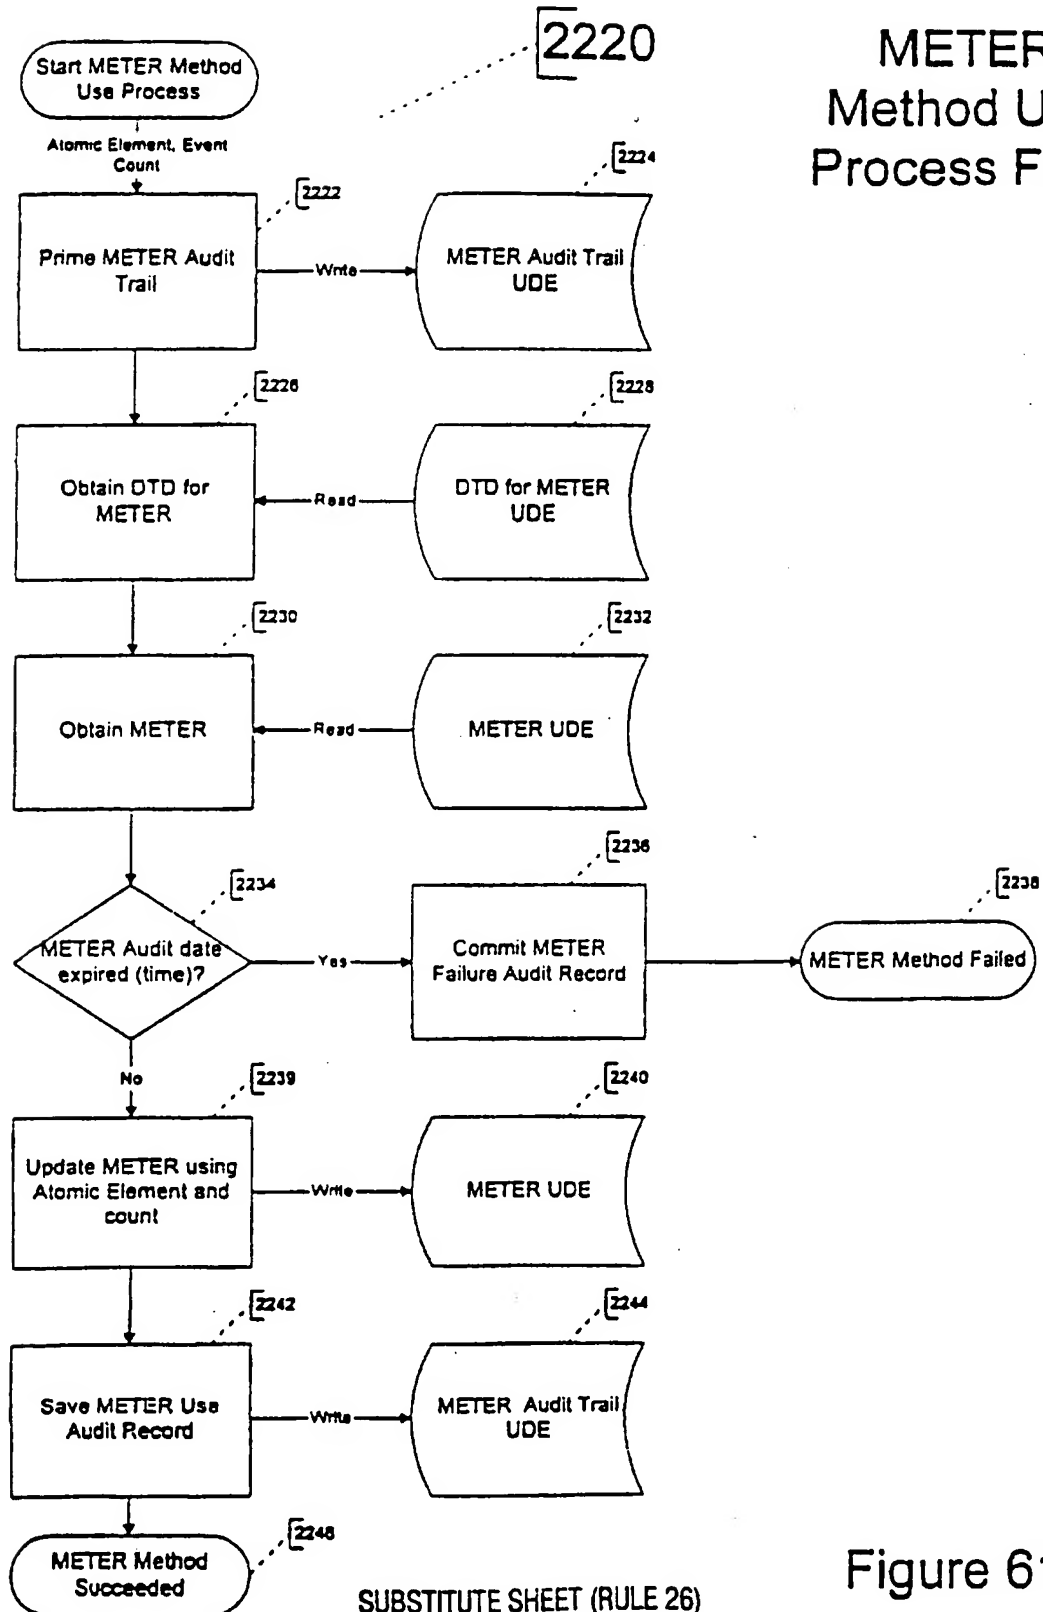 2220
METER
Method U
Process F
Start METER Method
Use Process
Atomic Element, Event
Count
2222
2224
Prime METER Audit
Trail
Write
METER Audit Trail
UDE
2226
2228
Obtain DTD for
METER
Read
DTD for METER
UDE
2230
2232
Obtain METER
Read
METER UDE
2234
2236
2238
METER Audit date
expired (time)?
Yes
Commit METER
Failure Audit Record
METER Method Failed
No
2239
2240
Update METER using
Atomic Element and
count
Write
METER UDE
2242
2244
Save METER Use
Audit Record
Write
METER Audit Trail
UDE
2246
METER Method
Succeeded
Figure 61
SUBSTITUTE SHEET (RULE 26)